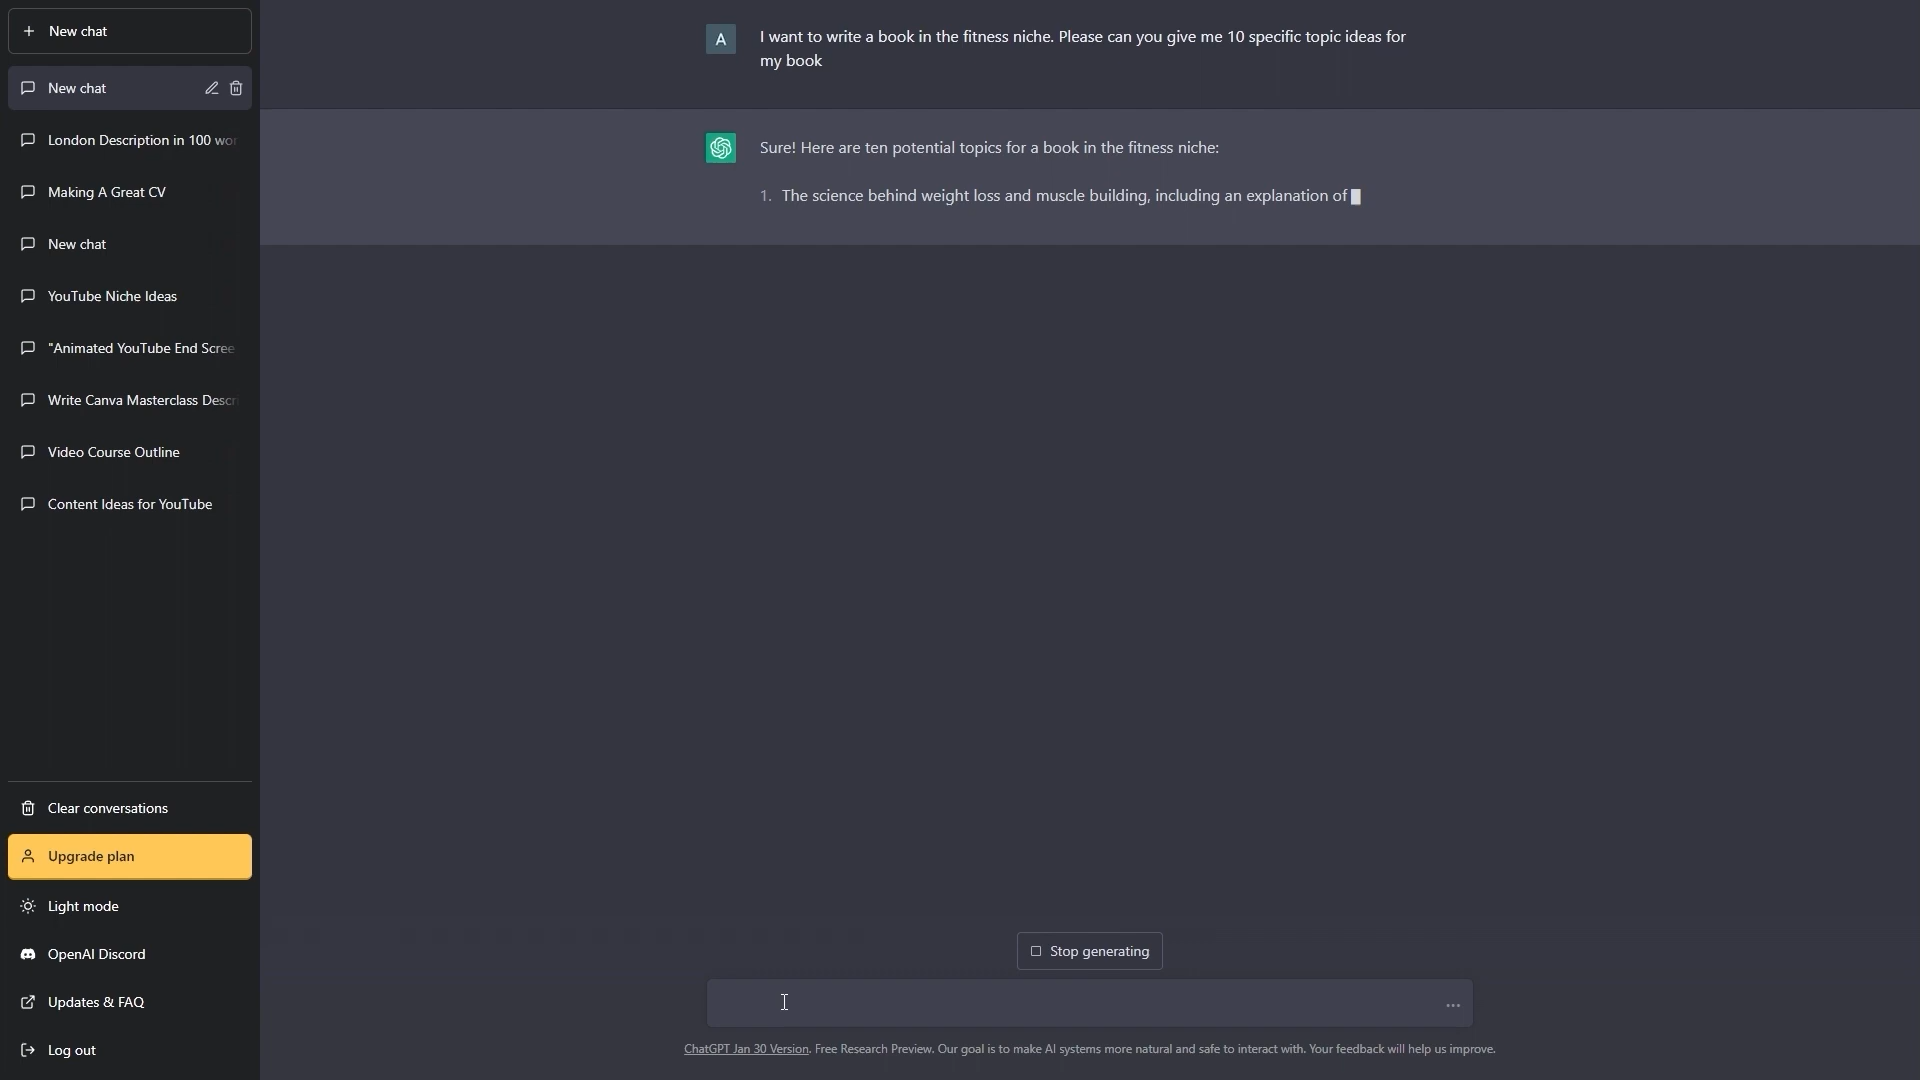 New chat
New chat
London Description in 100 wor
Making A Great CV
New chat
YouTube Niche Ideas
"Animated YouTube End Scree
Write Canva Masterclass Descri
Video Course Outline
Content Ideas for YouTube
Clear conversations
Upgrade plan
Light mode
OpenAI Discord
Updates & FAQ
Log out
A
I want to write a book in the fitness niche. Please can you give me 10 specific topic ideas for
my book
Sure! Here are ten potential topics for a book in the fitness niche:
1. The science behind weight loss and muscle building, including an explanation of
Stop generating
ChatGPT Jan 30 Version. Free Research Preview. Our goal is to make AI systems more natural and safe to interact with. Your feedback will help us improve.